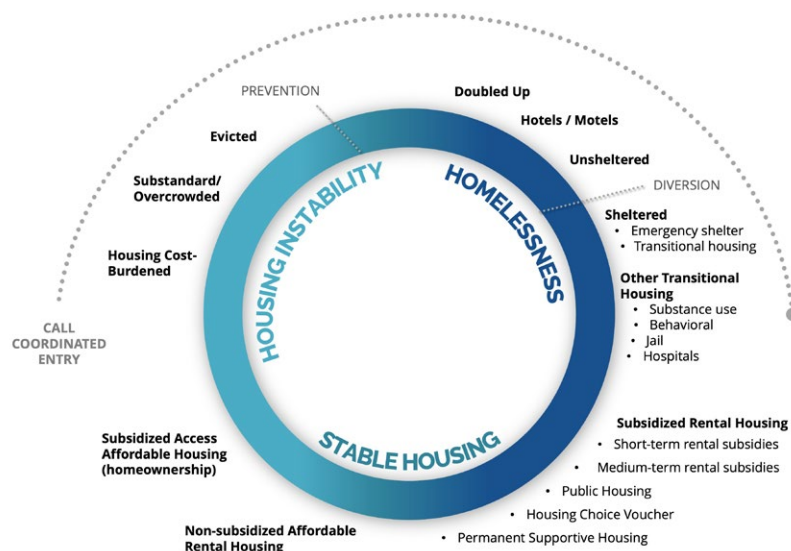 PREVENTION
Doubled Up
Hotels / Motels
Unsheltered
DIVERSION
Evicted
Substandard/
Overcrowded
Housing Cost-
Burdened
CALL
COORDINATED
ENTRY
HOUSING INSTABILITY
HOMELESSNESS
STABLE HOUSING
Sheltered
• Emergency shelter
• Transitional housing
Other Transitional
Housing
• Substance use
• Behavioral
• Jail
• Hospitals
Subsidized Rental Housing
• Short-term rental subsidies
• Medium-term rental subsidies
• Public Housing
• Housing Choice Voucher
• Permanent Supportive Housing
Subsidized Access
Affordable Housing
(homeownership)
Non-subsidized Affordable
Rental Housing